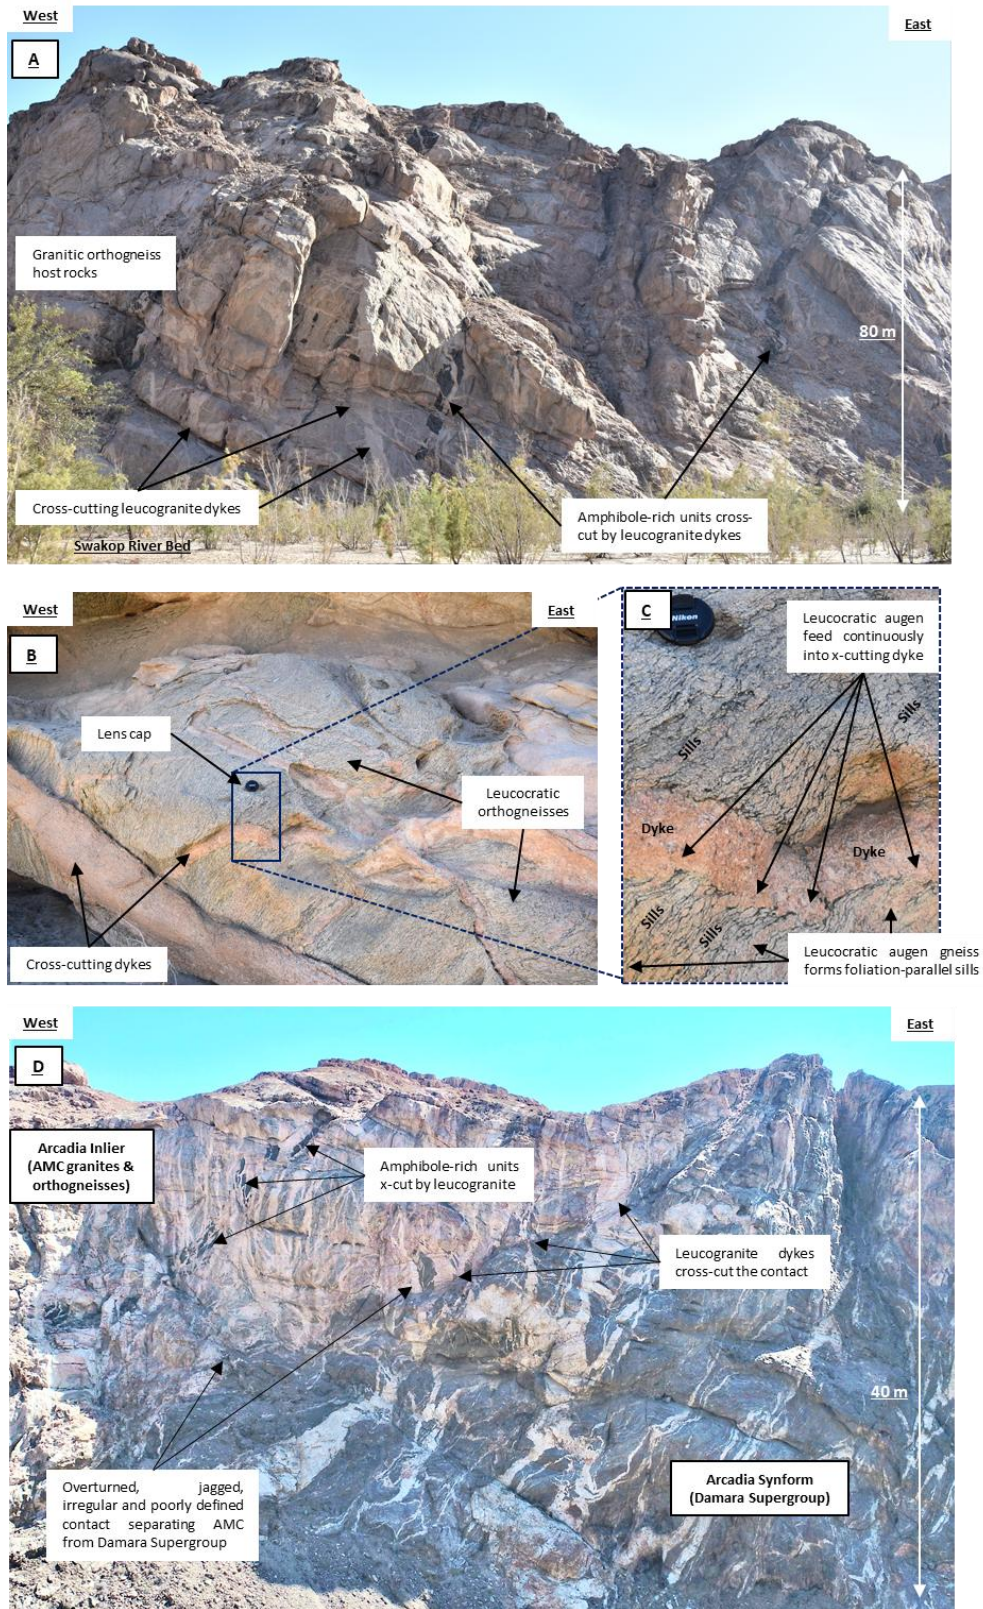 West
East
A
Granitic orthogneiss
host rocks
80 m
Cross-cutting leucogranite dykes
Amphibole-rich units cross-
cut by leucogranite dykes
Swakop River Bed
West
East
B
Lens cap
Leucocratic
orthogneisses
Cross-cutting dykes
C
Nikon
Leucocratic augen
feed continuously
into x-cutting dyke
Sills
Sills
Dyke
Dyke
Sills
Sills
Leucocratic augen gneiss
forms foliation-parallel sills
West
East
D
Arcadia Inlier
(AMC granites &
orthogneisses)
Amphibole-rich units
x-cut by leucogranite
Leucogranite dykes
cross-cut the contact
40 m
Overturned, jagged,
irregular and poorly defined
contact separating AMC
from Damara Supergroup
Arcadia Synform
(Damara Supergroup)